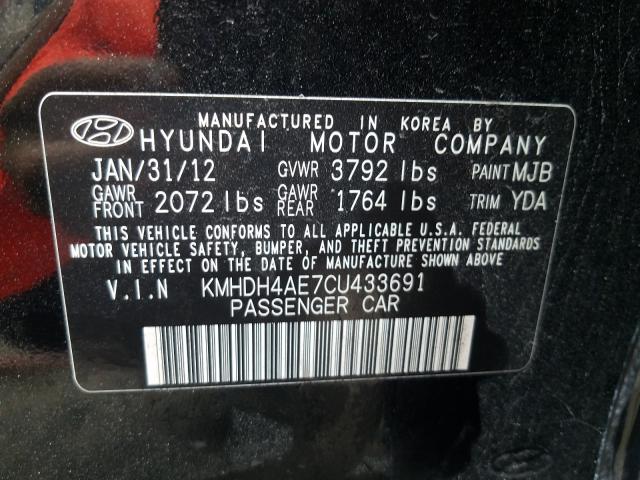 MANUFACTURED IN KOREA BY
HYUNDAI MOTOR COMPANY
JAN/31/12 GVWR 3792 lbs PAINT MJB
GAWR FRONT 2072 lbs GAWR REAR 1764 lbs TRIM YDA
THIS VEHICLE CONFORMS TO ALL APPLICABLE U.S.A. FEDERAL
MOTOR VEHICLE SAFETY, BUMPER, AND THEFT PREVENTION STANDARDS
IN EFFECT ON THE DATE OF MANUFACTURE SHOWN ABOVE
V.I.N KMHDH4AE7CU433691
PASSENGER CAR